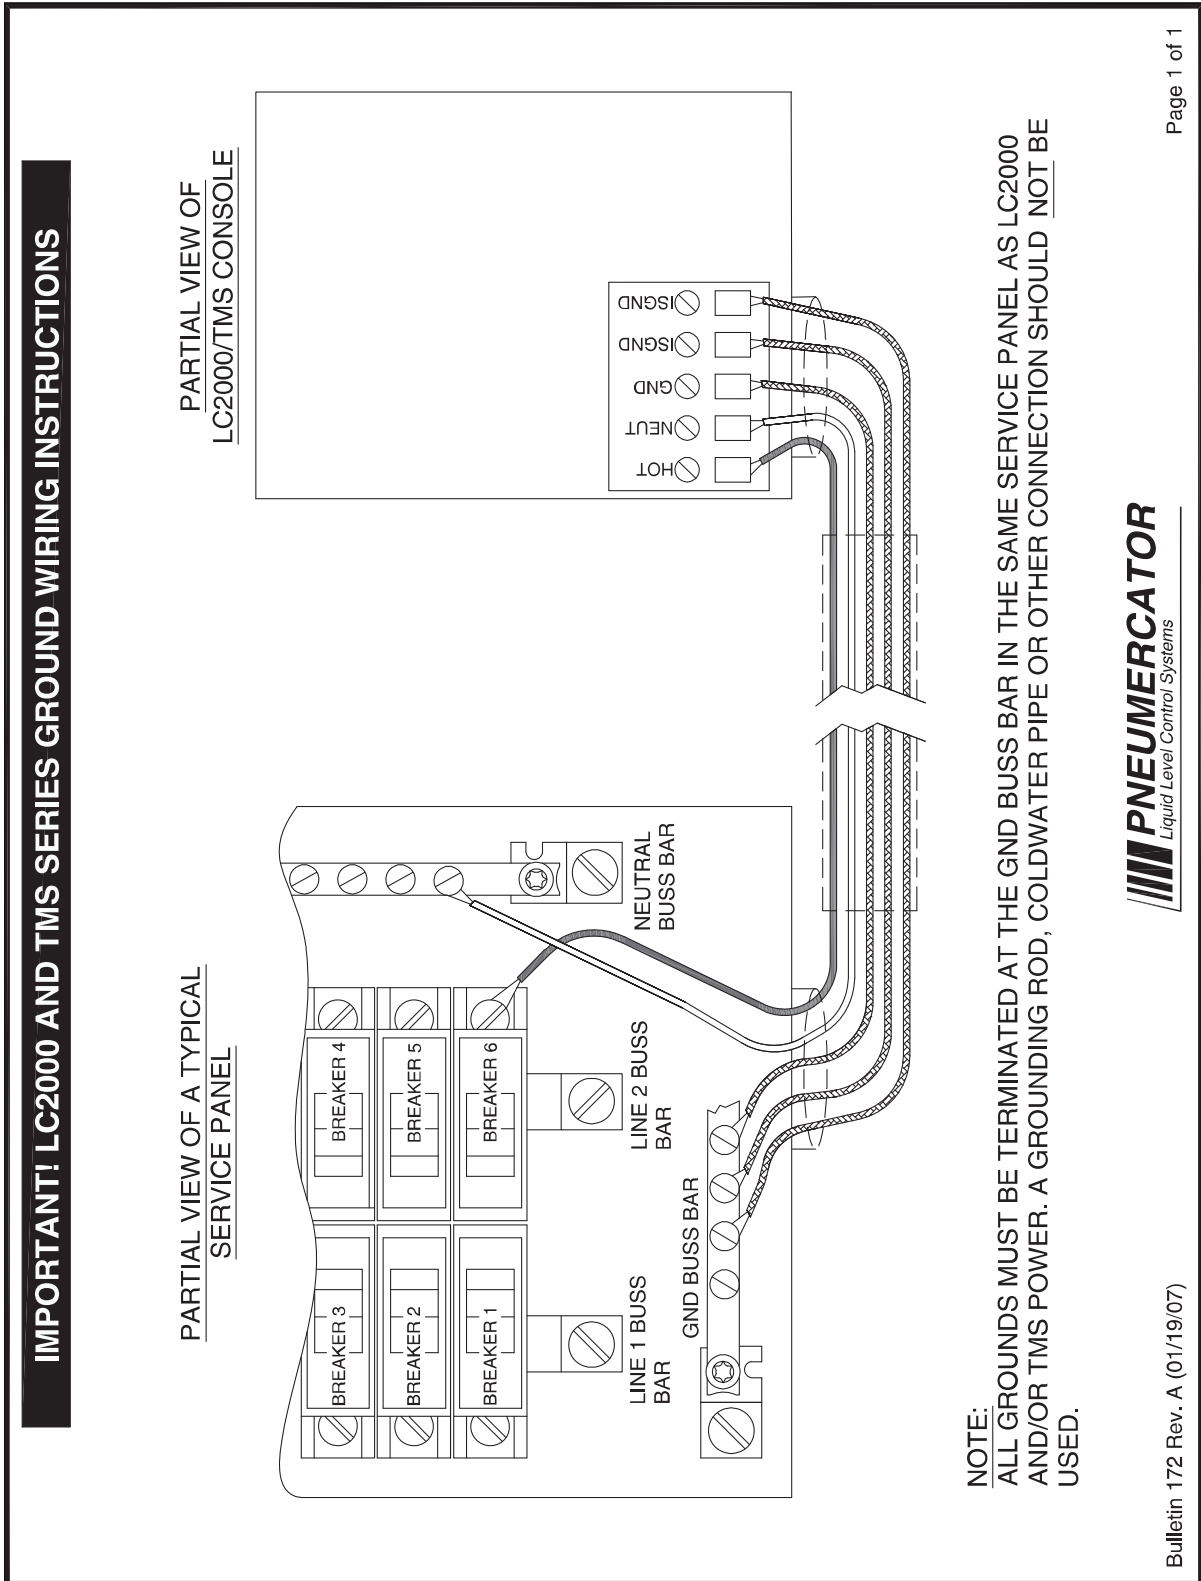 IMPORTANT! LC2000 AND TMS SERIES GROUND WIRING INSTRUCTIONS
PARTIAL VIEW OF A TYPICAL
SERVICE PANEL
PARTIAL VIEW OF
LC2000/TMS CONSOLE
BREAKER 3
BREAKER 4
BREAKER 2
BREAKER 5
BREAKER 1
BREAKER 6
LINE 1 BUSS
BAR
LINE 2 BUSS
BAR
NEUTRAL
BUSS BAR
GND BUSS BAR
HOT
NEUT
GND
ISGND
ISGND
NOTE:
ALL GROUNDS MUST BE TERMINATED AT THE GND BUSS BAR IN THE SAME SERVICE PANEL AS LC2000
AND/OR TMS POWER. A GROUNDING ROD, COLDWATER PIPE OR OTHER CONNECTION SHOULD NOT BE
USED.
PNEUMERCATOR
Liquid Level Control Systems
Bulletin 172 Rev. A (01/19/07)
Page 1 of 1